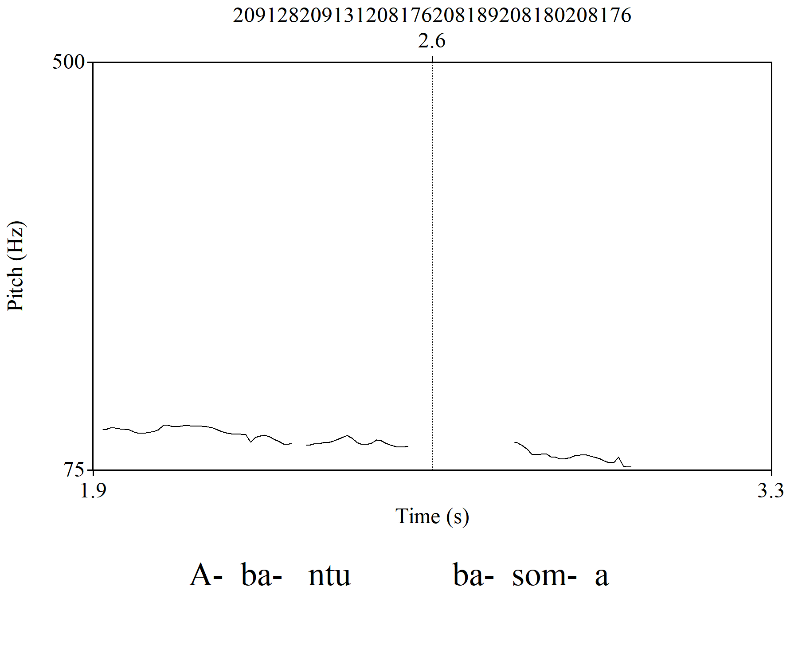 209128209131208176208189208180208176
2.6
500
Pitch (Hz)
75
1.9 3.3
Time (s)
A- ba- ntu ba- som- a